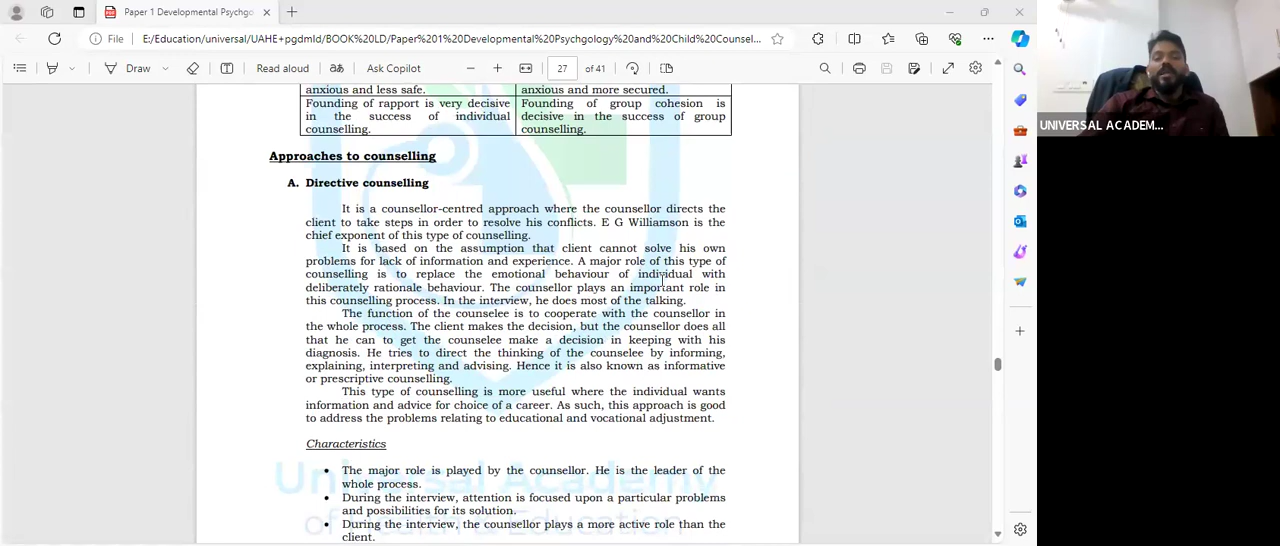 Paper 1 Developmental Psychgo
File
E:/Education/universal/UAHE+pgdmld/BOOK%20LD/Paper%201%20Developmental%20Psychgology%20and%20Child%20Counsel...
Draw
Read aloud
Ask Copilot
27 of 41
anxious and less safe.
anxious and more secured.
Founding of rapport is very decisive
in the success of individual
counselling.
Founding of group cohesion is
decisive in the success of group
counselling.
Approaches to counselling
A. Directive counselling
It is a counsellor-centred approach where the counsellor directs the
client to take steps in order to resolve his conflicts. E G Williamson is the
chief exponent of this type of counselling.
It is based on the assumption that client cannot solve his own
problems for lack of information and experience. A major role of this type of
counselling is to replace the emotional behaviour of individual with
deliberately rationale behaviour. The counsellor plays an important role in
this counselling process. In the interview, he does most of the talking.
The function of the counselee is to cooperate with the counsellor in
the whole process. The client makes the decision, but the counsellor does all
that he can to get the counselee make a decision in keeping with his
diagnosis. He tries to direct the thinking of the counselee by informing,
explaining, interpreting and advising. Hence it is also known as informative
or prescriptive counselling.
This type of counselling is more useful where the individual wants
information and advice for choice of a career. As such, this approach is good
to address the problems relating to educational and vocational adjustment.
Characteristics
• The major role is played by the counsellor. He is the leader of the
whole process.
• During the interview, attention is focused upon a particular problems
and possibilities for its solution.
• During the interview, the counsellor plays a more active role than the
client.
Universal Academy
of Health & Education
UNIVERSAL ACADEM...